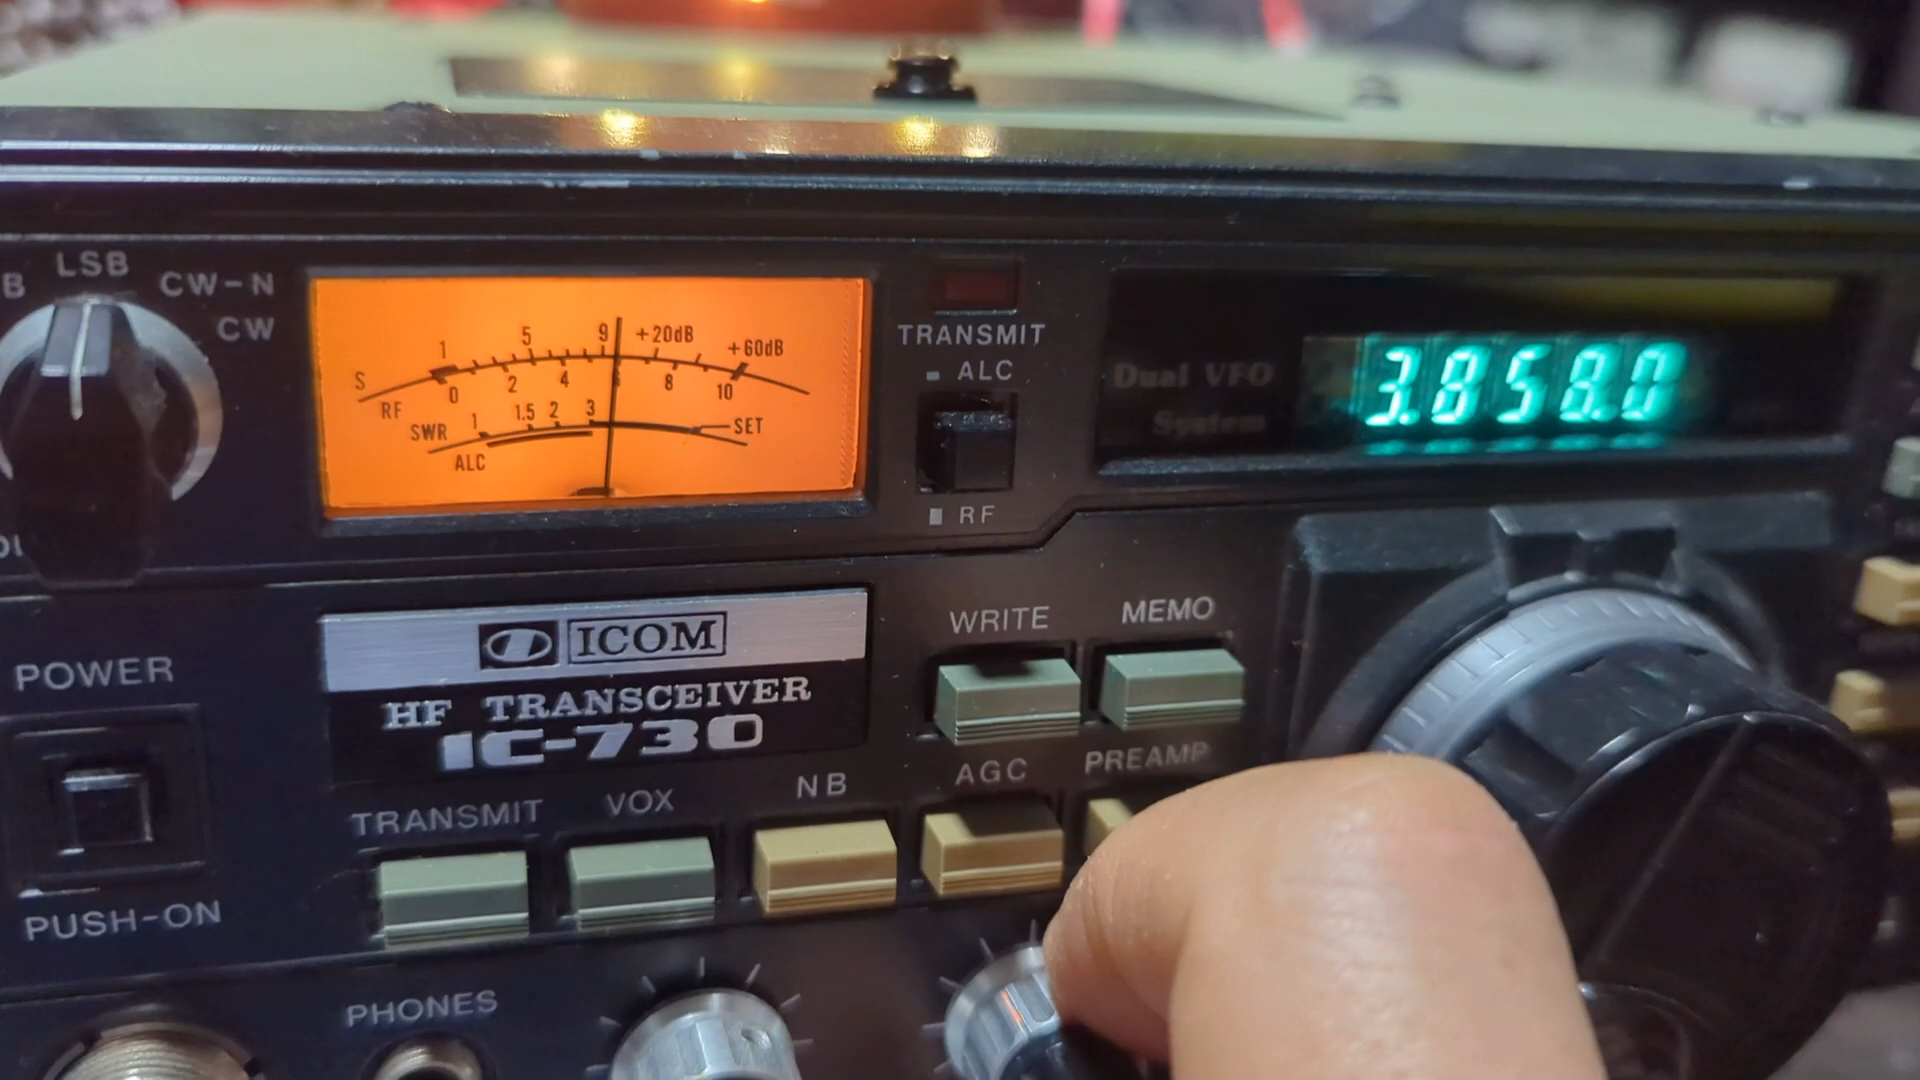 LSB
B
CW-N
CW
1 5 9 +20dB +60dB
S
0 2 4 8 10
RF
SWR 1 1.5 2 3 SET
ALC
TRANSMIT
ALC
RF
Dual VFO
System
3.858.0
ICOM
HF TRANSCEIVER
IC-730
WRITE
MEMO
POWER
PUSH-ON
TRANSMIT
VOX
NB
AGC
PREAMP
PHONES